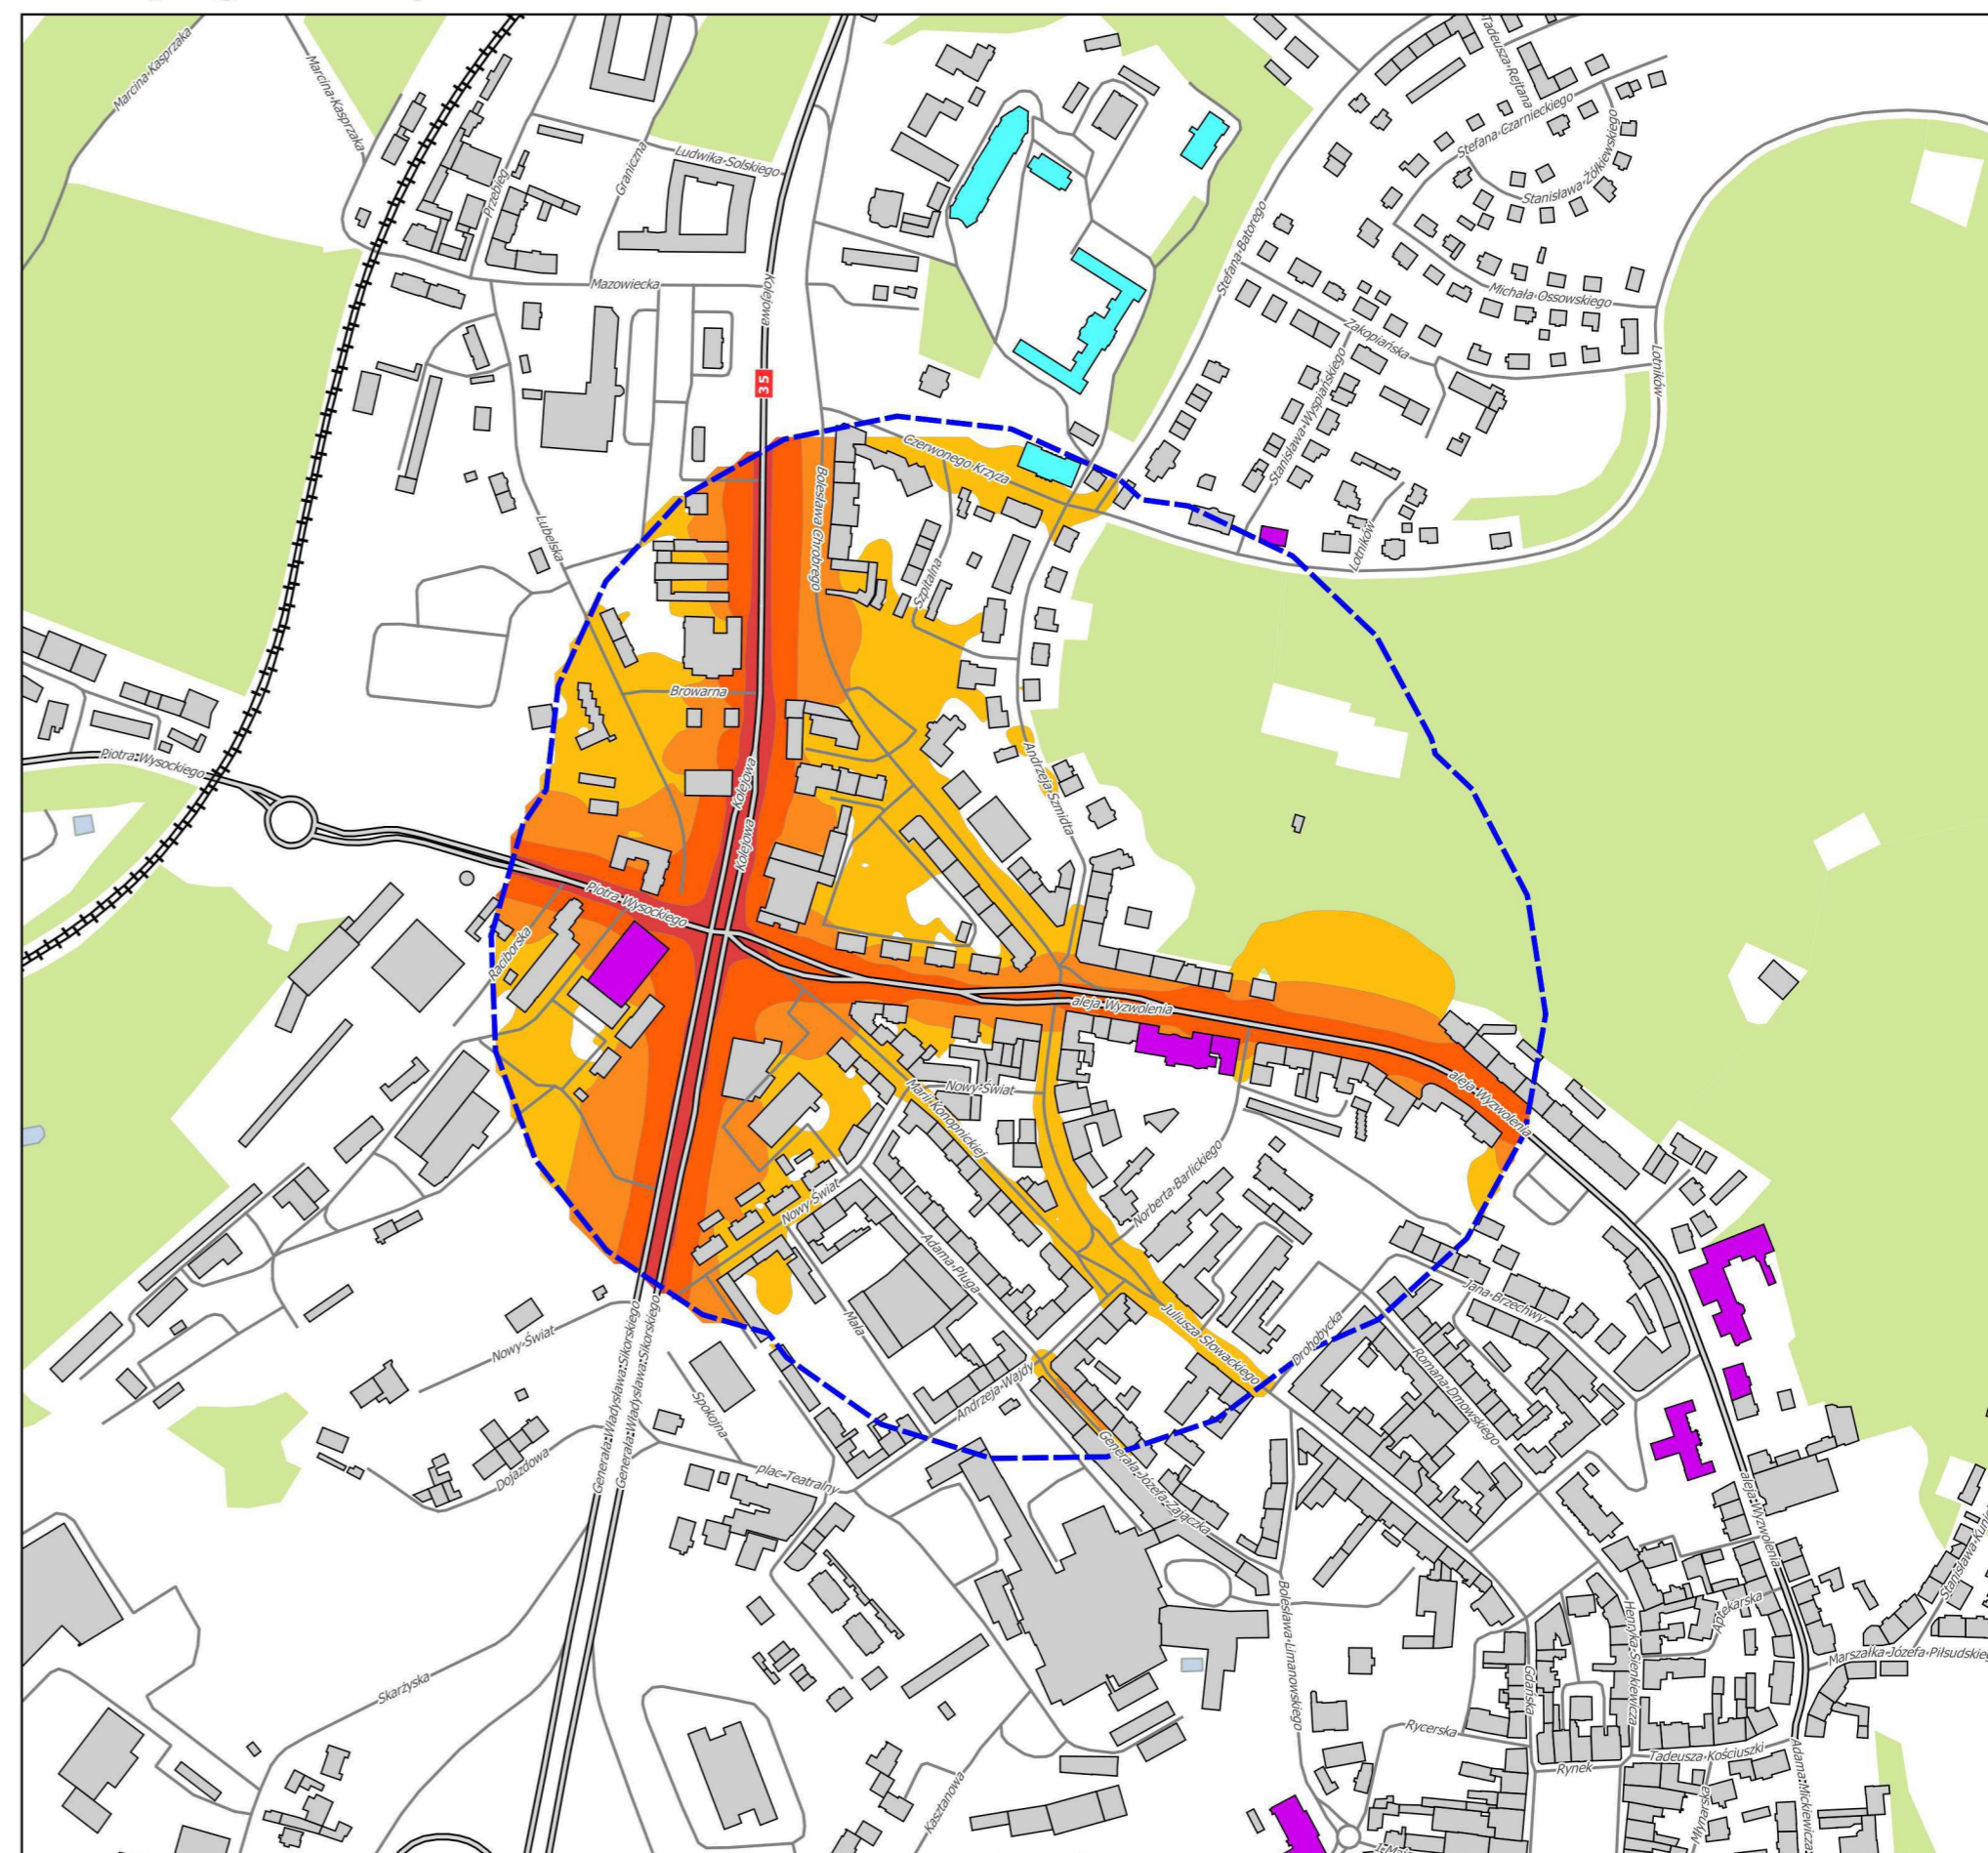 Marcina Kasprzaka
Marcina Kasprzaka
Tadeusza Rejtana
Stefana Czarnieckiego
Ludwika Solskiego
Graniczna
Przebieg
Stanisława Żółkiewskiego
Stefana Batorego
Mazowiecka
Kolejowa
Michała Ossowskiego
Zakopiańska
Lotników
35
Stanisława Wyspiańskiego
Czerwonego Krzyża
Bolesława Chrobrego
Lubelska
Lotników
Szpitalna
Browarna
Piotra Wysockiego
Kolejowa
Andrzeja Szmidta
Kolejowa
Piotra Wysockiego
Raciborska
aleja Wyzwolenia
Nowy Świat
aleja Wyzwolenia
Marii Konopnickiej
Norberta Barlickiego
Nowy Świat
Adama Pługa
Mała
Juliusza Słowackiego
Jana Brzechwy
Drohobycka
Nowy Świat
Generała Władysława Sikorskiego
Generała Władysława Sikorskiego
Andrzeja Wajdy
Romana Dmowskiego
Spokojna
Generała Józefa Zajączka
Dojazdowa
plac Teatralny
aleja Wyzwolenia
Stanisława Kunic
Aptekarska
Bolesława Limanowskiego
Henryka Sienkiewicza
Marszałka Józefa Piłsudskieg
Skarżyska
Gdańska
Rycerska
Tadeusza Kościuszki
Rynek
Adama Mickiewicza
Kasztanowa
Młynarska